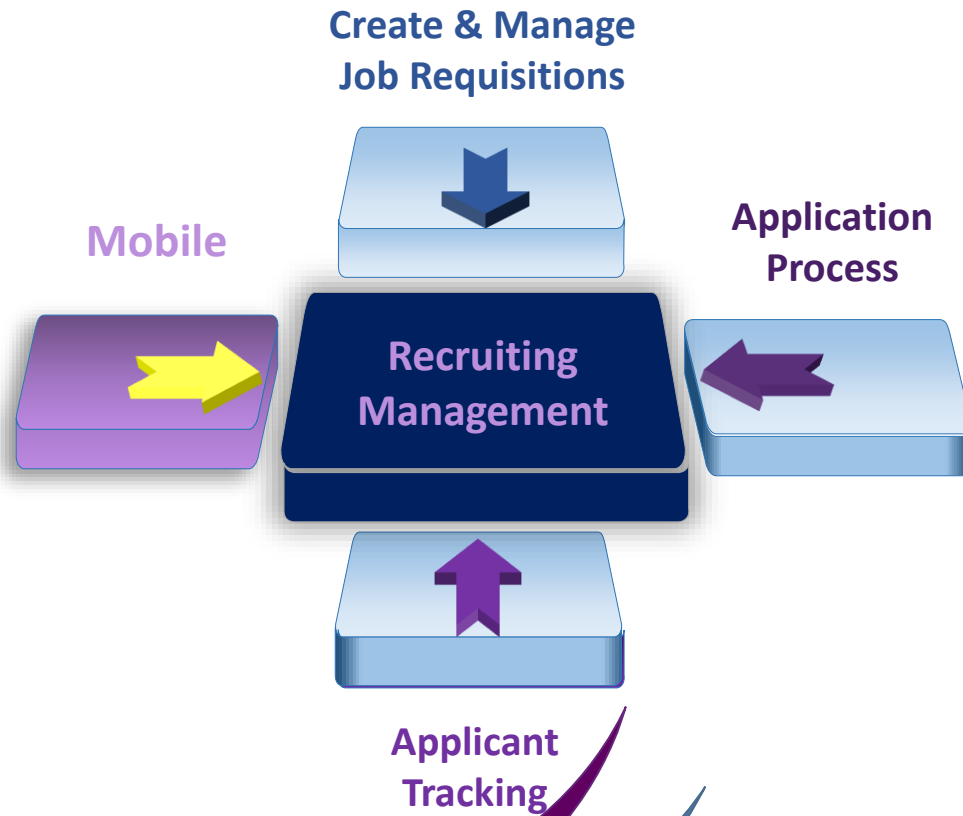 Create & Manage
Job Requisitions
Mobile
Application
Process
Recruiting
Management
Applicant
Tracking